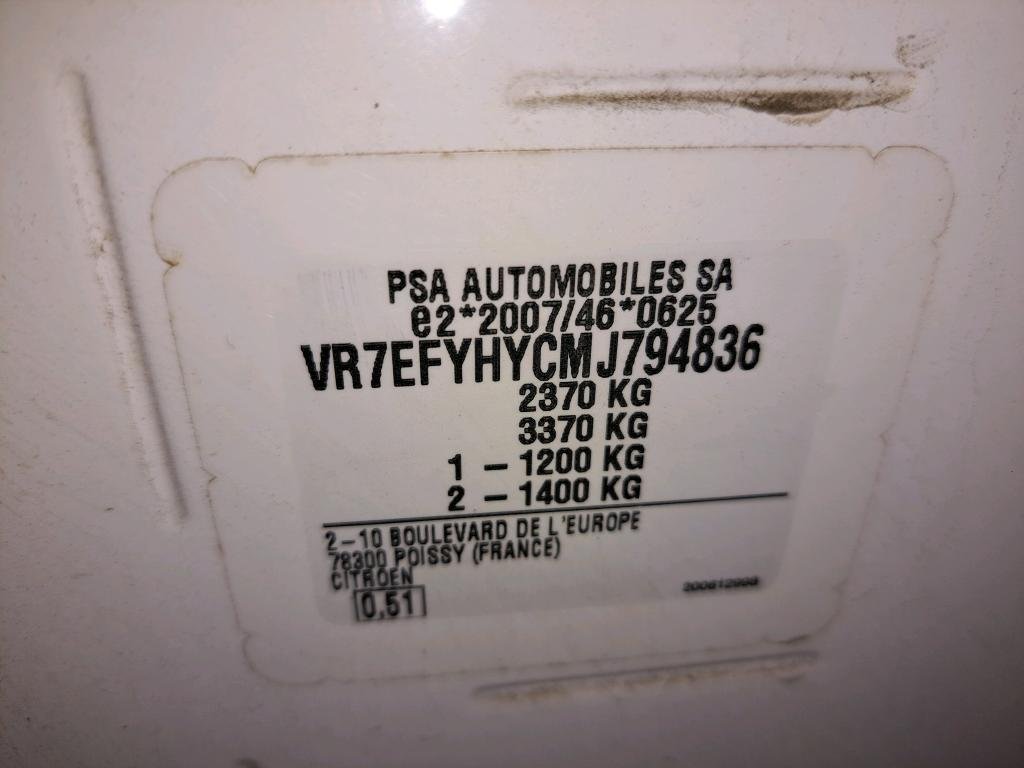 PSA AUTOMOBILES SA
e2*2007/46*0625
VR7EFYHYCMJ794836
2370 KG
3370 KG
1 – 1200 KG
2 – 1400 KG
2–10 BOULEVARD DE L'EUROPE
78300 POISSY (FRANCE)
CITROEN
0,51